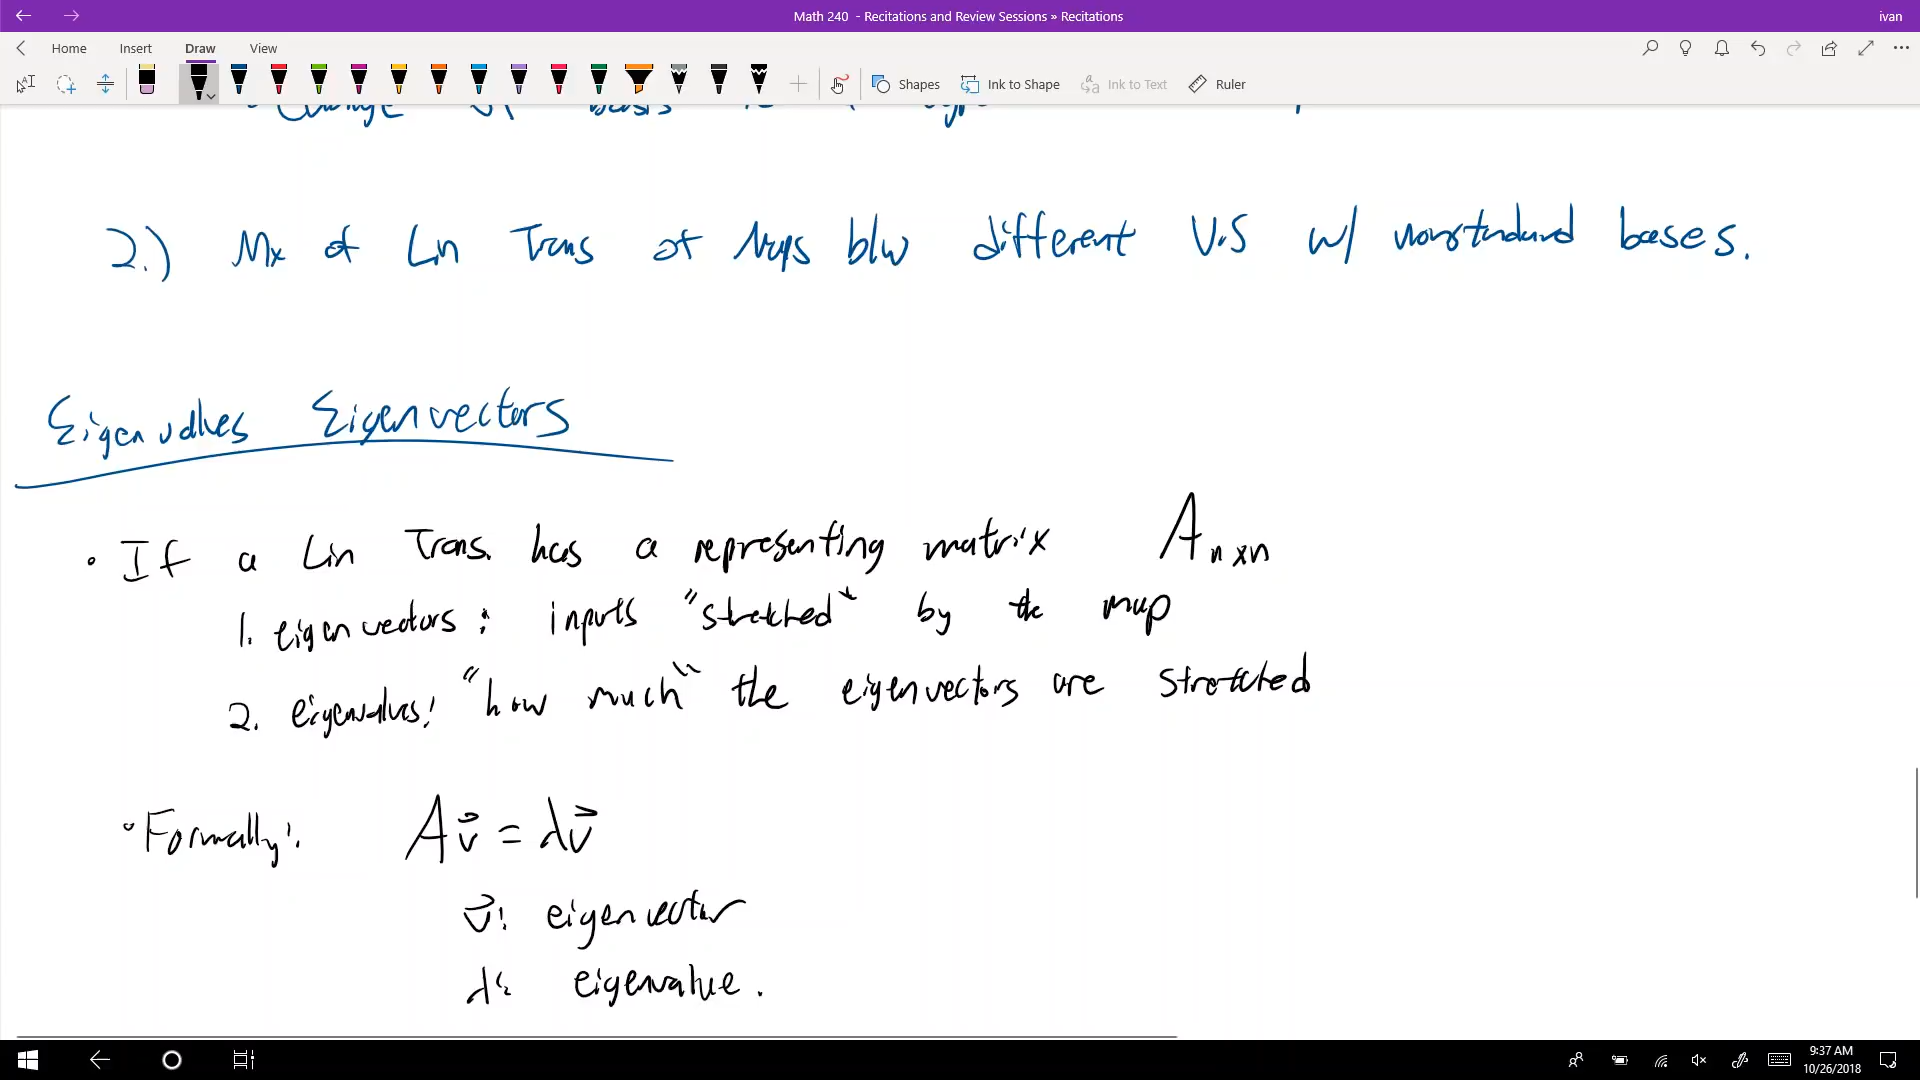 Math 240 - Recitations and Review Sessions » Recitations
ivan
Home Insert Draw View
Shapes Ink to Shape Ink to Text Ruler
Change of basis
2.) Mx of Lin Trans of Maps b/w different V.S w/ nonstandard bases.
Eigenvalues Eigenvectors
• If a Lin Trans. has a representing matrix A n×n
1. eigenvectors: inputs "stretched" by the map
2. eigenvalues: "how much" the eigenvectors are stretched
• Formally: Av⃗ = λv⃗
v⃗: eigenvector
λ: eigenvalue.
9:37 AM
10/26/2018